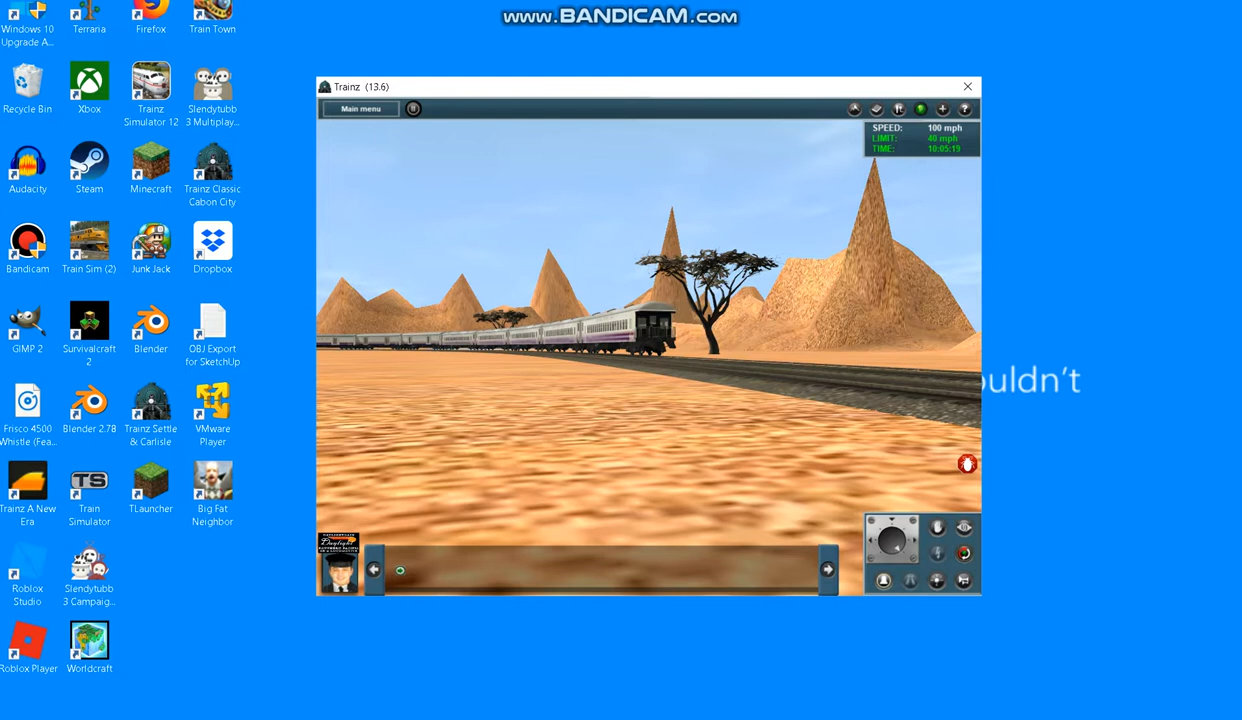 www.BANDICAM.com
Windows 10
Upgrade A...
Terraria
Firefox
Train Town
Recycle Bin
Xbox
Trainz
Simulator 12
Slendytubb
3 Multiplay...
Audacity
Steam
Minecraft
Trainz Classic
Cabon City
Bandicam
Train Sim (2)
Junk Jack
Dropbox
GIMP 2
Survivalcraft
2
Blender
OBJ Export
for SketchUp
Frisco 4500
Whistle (Fea...
Blender 2.78
Trainz Settle
& Carlisle
VMware
Player
Trainz A New
Era
TS
Train
Simulator
TLauncher
Big Fat
Neighbor
Roblox
Studio
Slendytubb
3 Campaig...
Roblox Player
Worldcraft
Trainz (13.6)
Main menu
SPEED: 100 mph
LIMIT: 40 mph
TIME: 10:05:19
Daylight
ouldn't